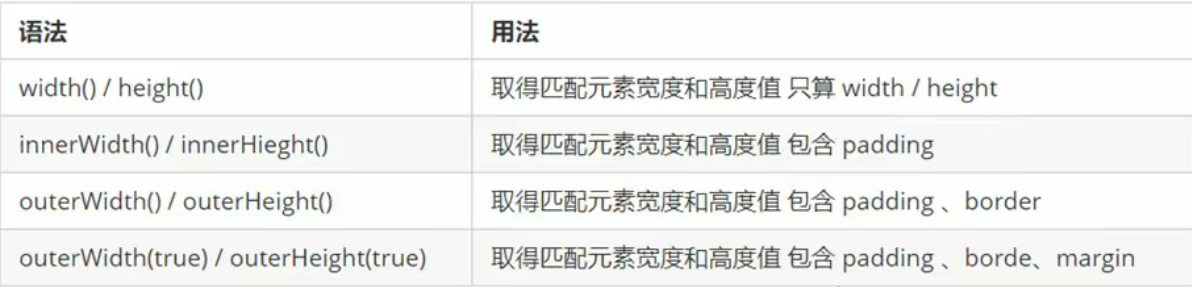 语法 用法
width() / height() 取得匹配元素宽度和高度值 只算 width / height
innerWidth() / innerHieght() 取得匹配元素宽度和高度值 包含 padding
outerWidth() / outerHeight() 取得匹配元素宽度和高度值 包含 padding 、border
outerWidth(true) / outerHeight(true) 取得匹配元素宽度和高度值 包含 padding 、borde、margin